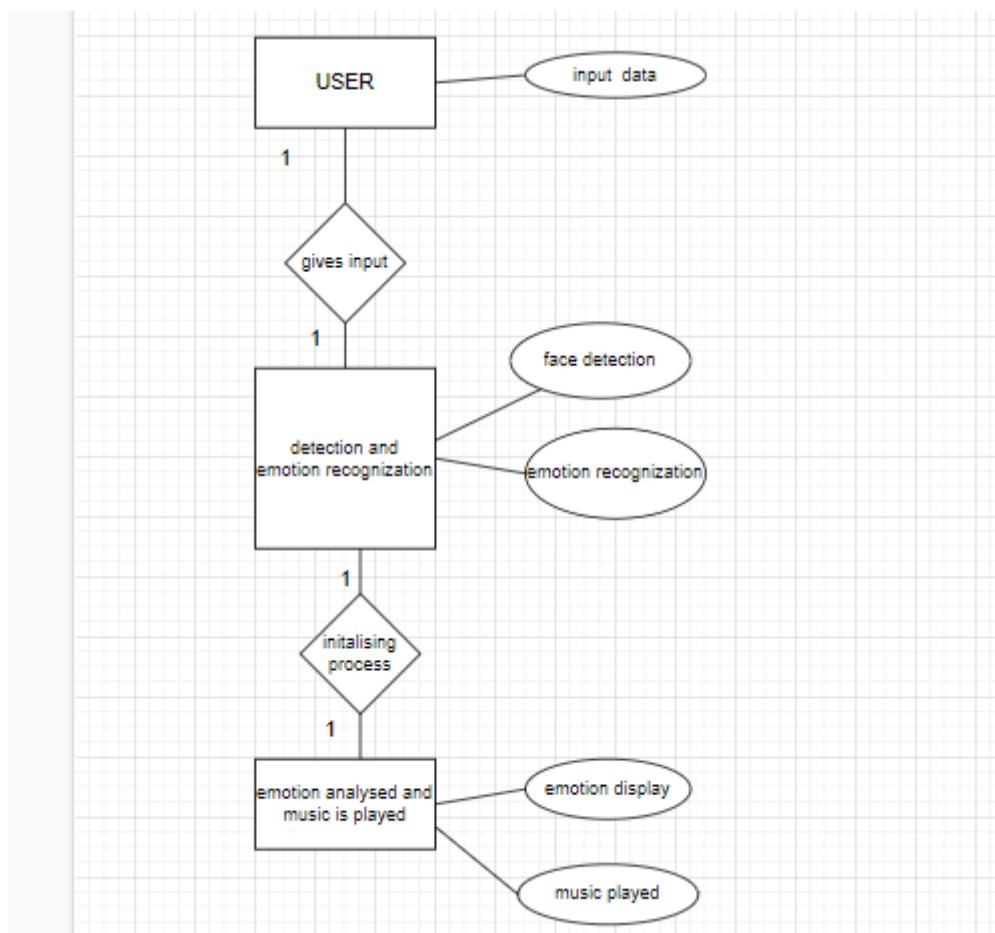 USER
input data
1
gives input
1
face detection
detection and
emotion recognization
emotion recognization
1
initalising
process
1
emotion analysed and
music is played
emotion display
music played